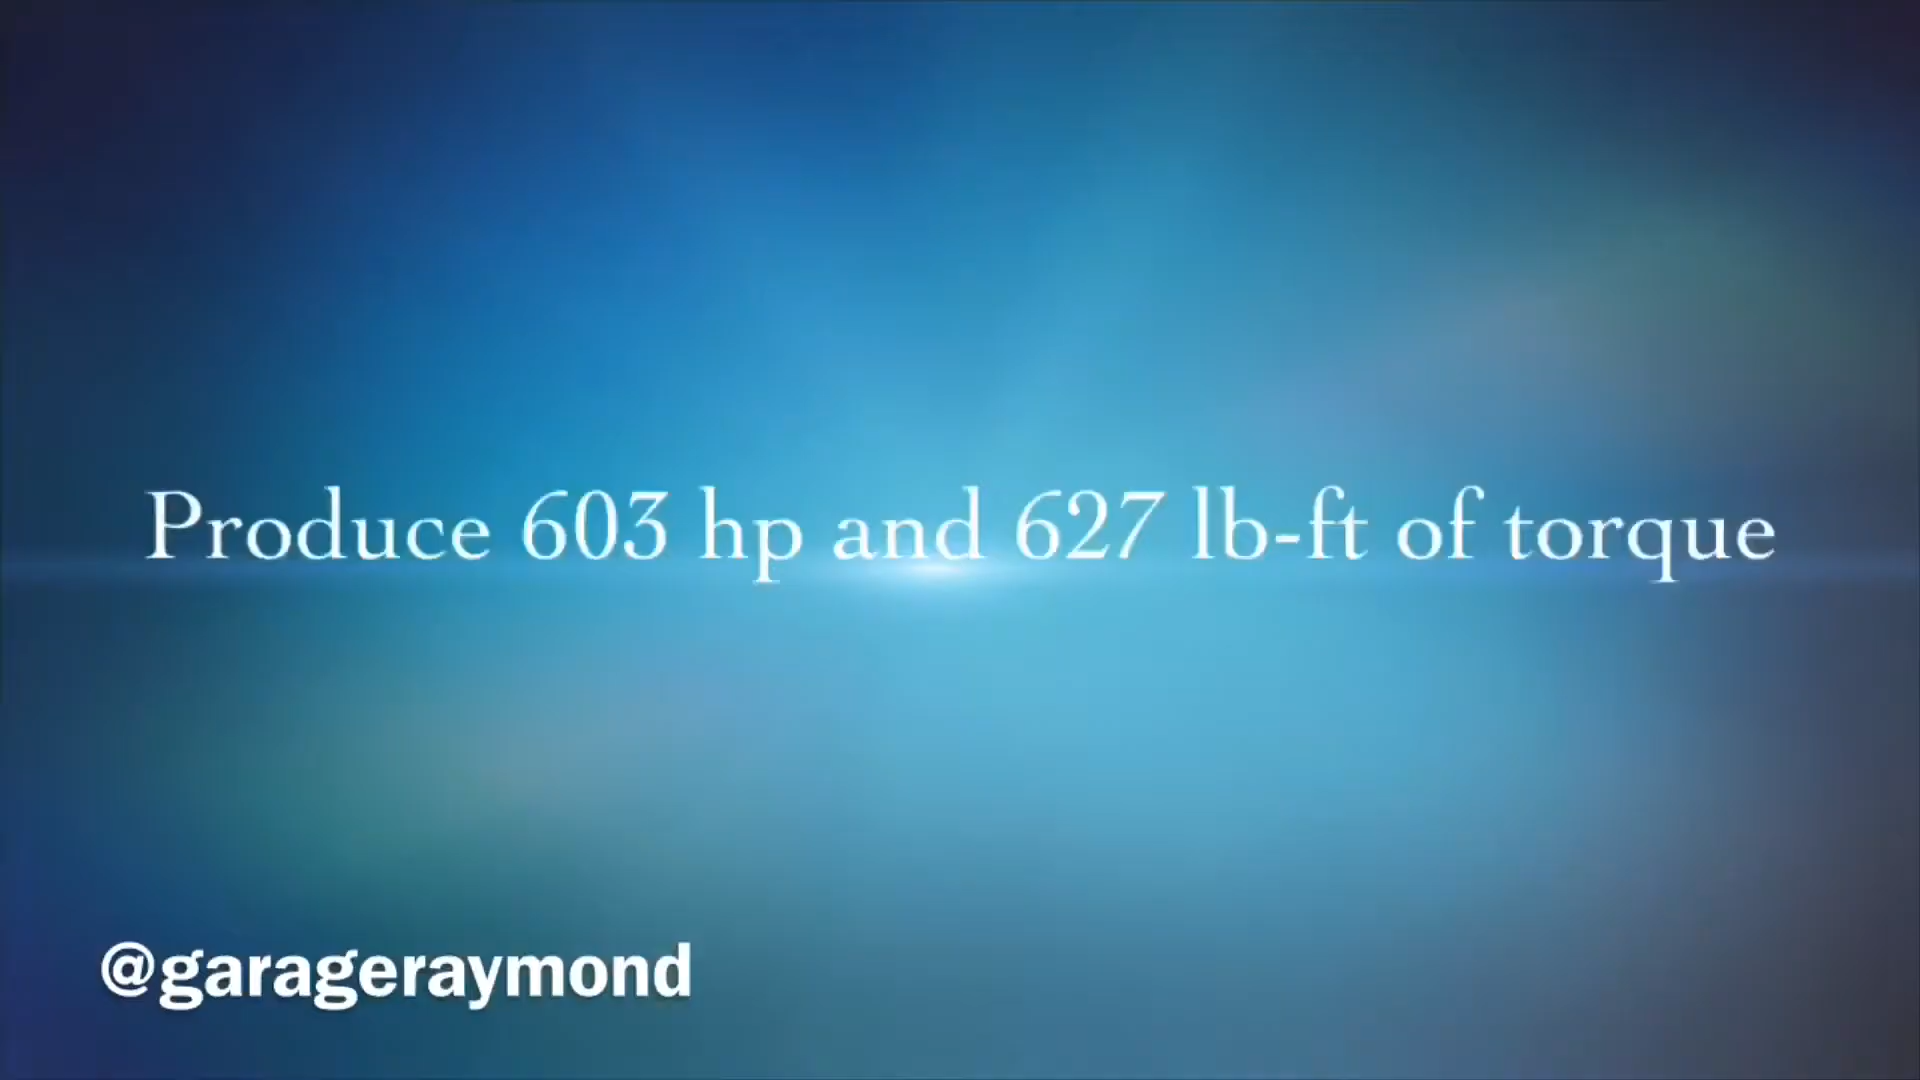 Produce 603 hp and 627 lb-ft of torque
@garageraymond